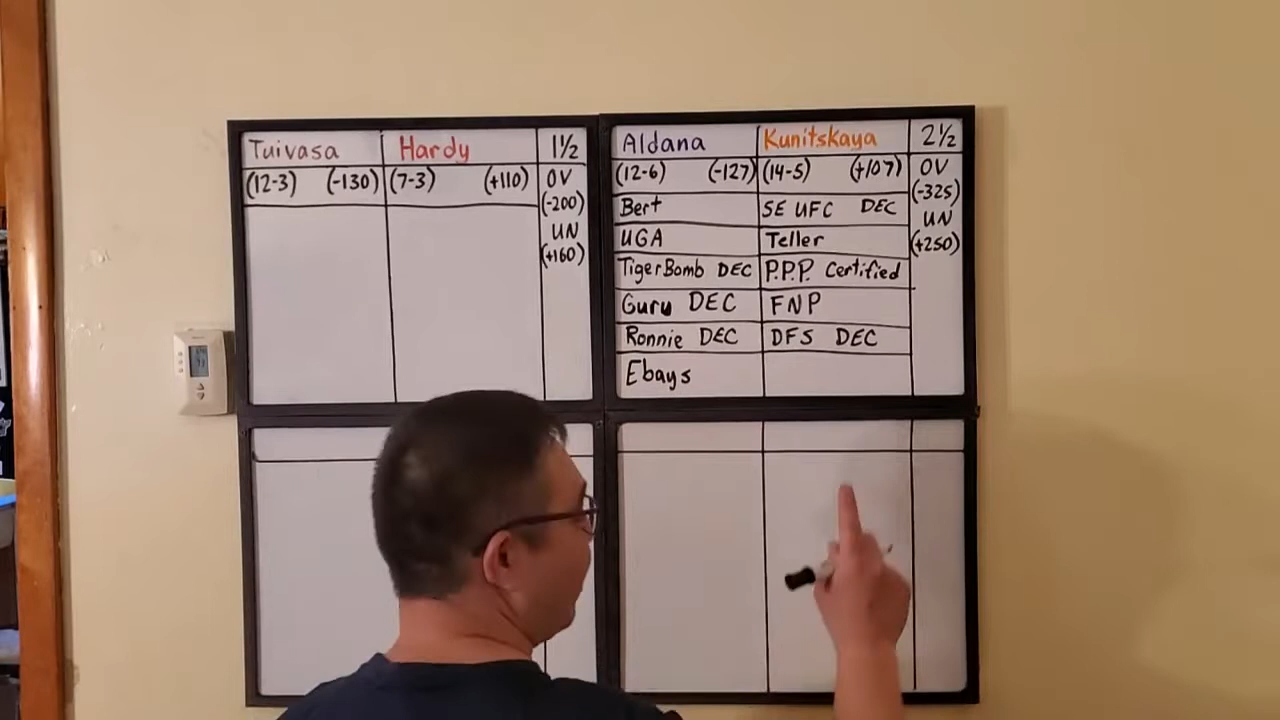 Tuivasa Hardy 1½
(12-3) (-130) (7-3) (+110) OV
(-200)
UN
(+160)
Aldana Kunitskaya 2½
(12-6) (-127) (14-5) (+107) OV
(-325)
Bert SE UFC DEC UN
UGA Teller (+250)
TigerBomb DEC P.P.P. Certified
Guru DEC FNP
Ronnie DEC DFS DEC
Ebays